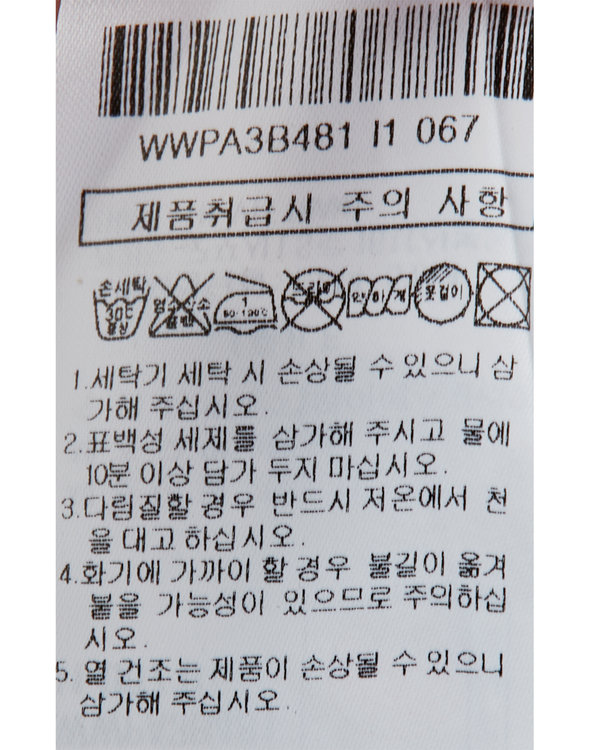 WWPA3B481 I1 067
제품취급시 주의 사항
손세탁 30℃ 중성
염소산소 표백
1 80-120℃
드라이
약하게
옷걸이
1.세탁기 세탁 시 손상될 수 있으니 삼
가해 주십시오.
2.표백성 세제를 삼가해 주시고 물에
10분 이상 담가 두지 마십시오.
3.다림질할 경우 반드시 저온에서 천
을 대고 하십시오.
4.화기에 가까이 할 경우 불길이 옮겨
붙을 가능성이 있으므로 주의하십
시오.
5. 열 건조는 제품이 손상될 수 있으니
삼가해 주십시오.